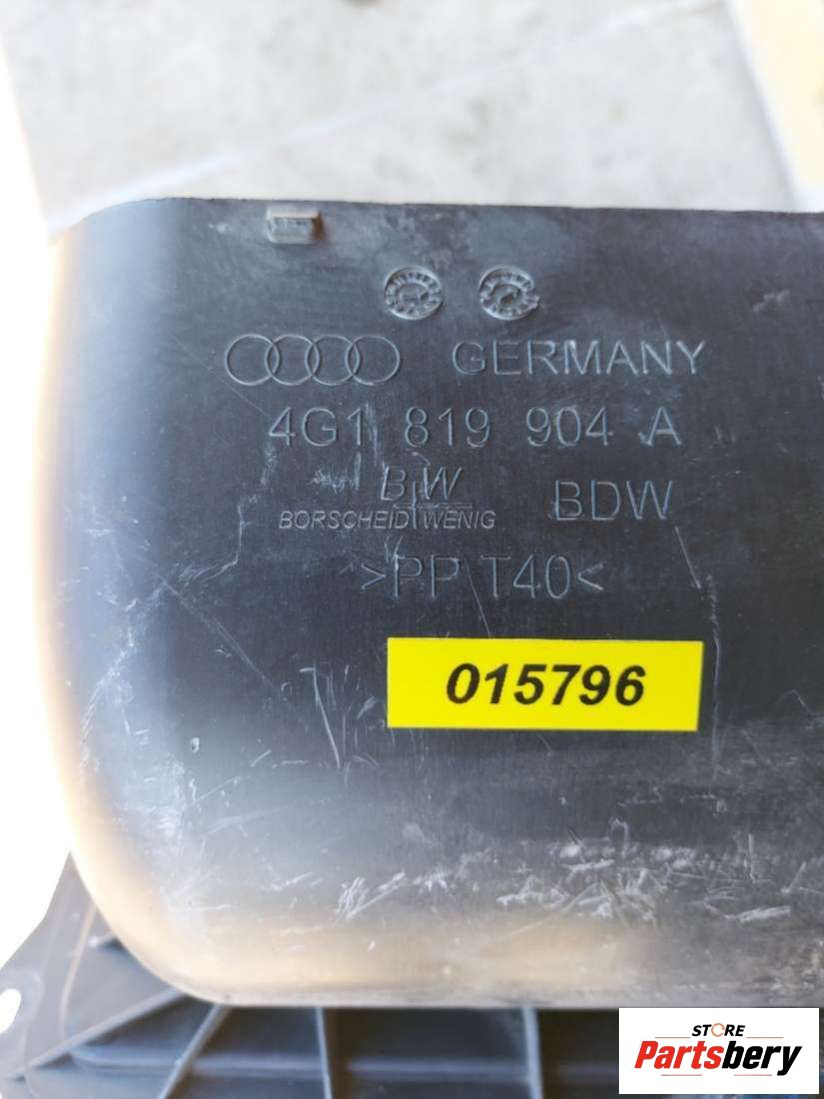 GERMANY
4G1 819 904 A
BW BDW
BORSCHEID WENIG
>PP T40<
015796
STORE
Partsbery